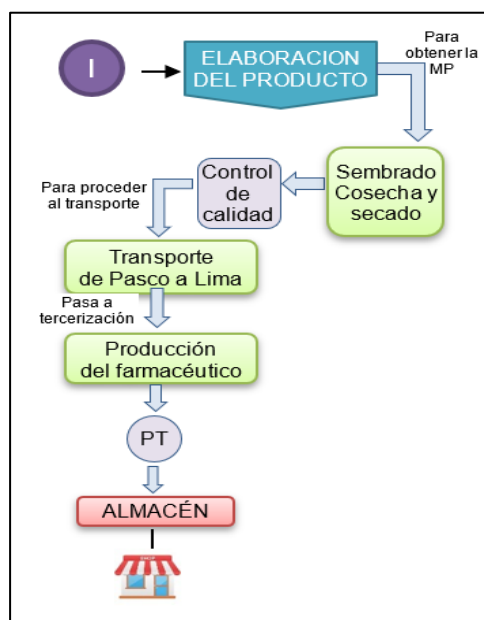 I
ELABORACION
DEL PRODUCTO
Para
obtener la
MP
Sembrado
Cosecha y
secado
Control
de
calidad
Para proceder
al transporte
Transporte
de Pasco a Lima
Pasa a
tercerización
Producción
del farmacéutico
PT
ALMACÉN
SHOP